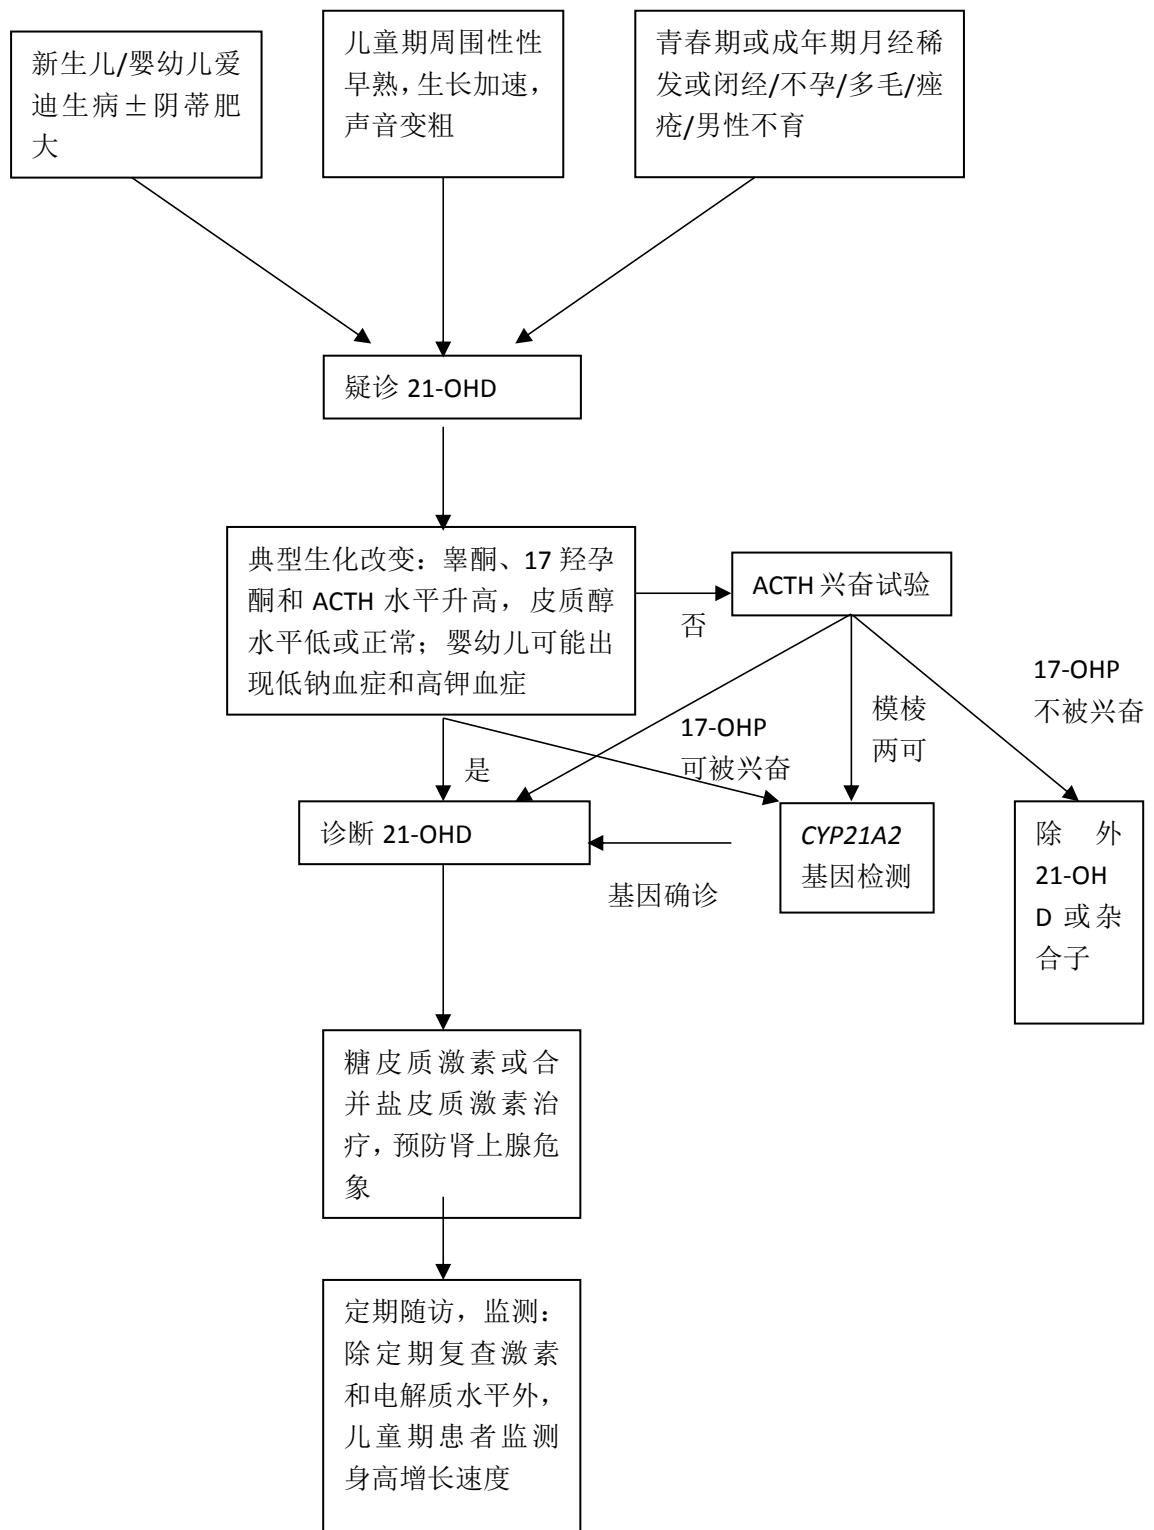 新生儿/婴幼儿爱
迪生病±阴蒂肥
大
儿童期周围性性
早熟，生长加速，
声音变粗
青春期或成年期月经稀
发或闭经/不孕/多毛/痤
疮/男性不育
疑诊 21-OHD
典型生化改变：睾酮、17 羟孕
酮和 ACTH 水平升高，皮质醇
水平低或正常；婴幼儿可能出
现低钠血症和高钾血症
否
ACTH 兴奋试验
17-OHP
可被兴奋
模棱
两可
17-OHP
不被兴奋
是
诊断 21-OHD
基因确诊
CYP21A2
基因检测
除外
21-OH
D 或杂
合子
糖皮质激素或合
并盐皮质激素治
疗，预防肾上腺危
象
定期随访，监测：
除定期复查激素
和电解质水平外，
儿童期患者监测
身高增长速度